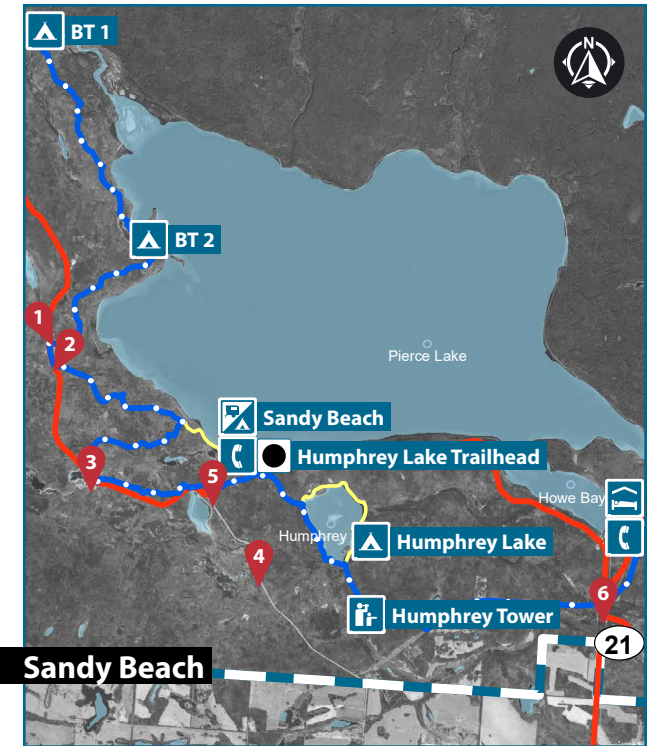 BT 1
N
BT 2
1
2
Pierce Lake
Sandy Beach
Humphrey Lake Trailhead
3
5
Howe Bay
Humphrey
4
Humphrey Lake
6
Humphrey Tower
21
Sandy Beach